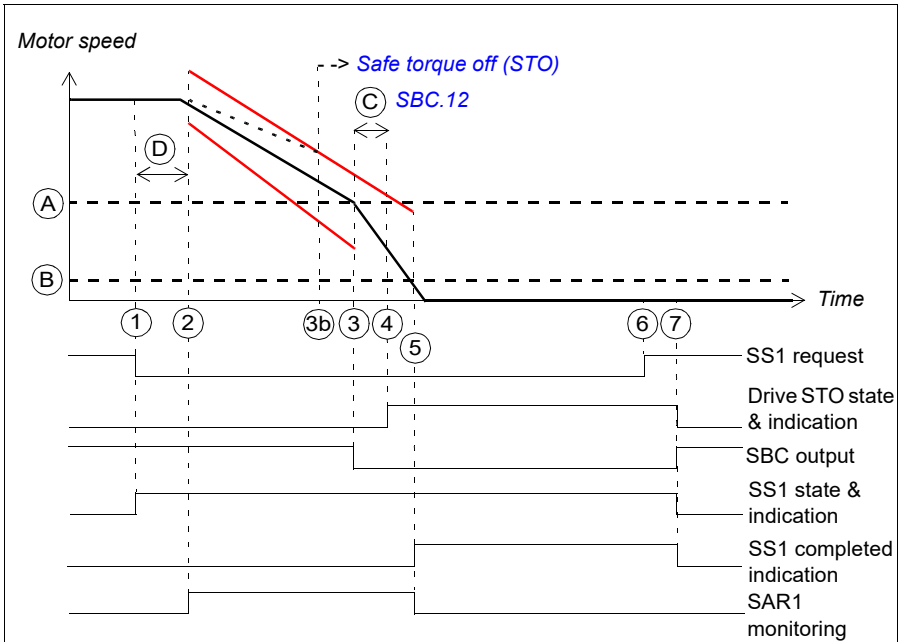 Motor speed
--> Safe torque off (STO)
C SBC.12
D
A
B
Time
1 2 3b 3 4 5 6 7
SS1 request
Drive STO state
& indication
SBC output
SS1 state &
indication
SS1 completed
indication
SAR1
monitoring